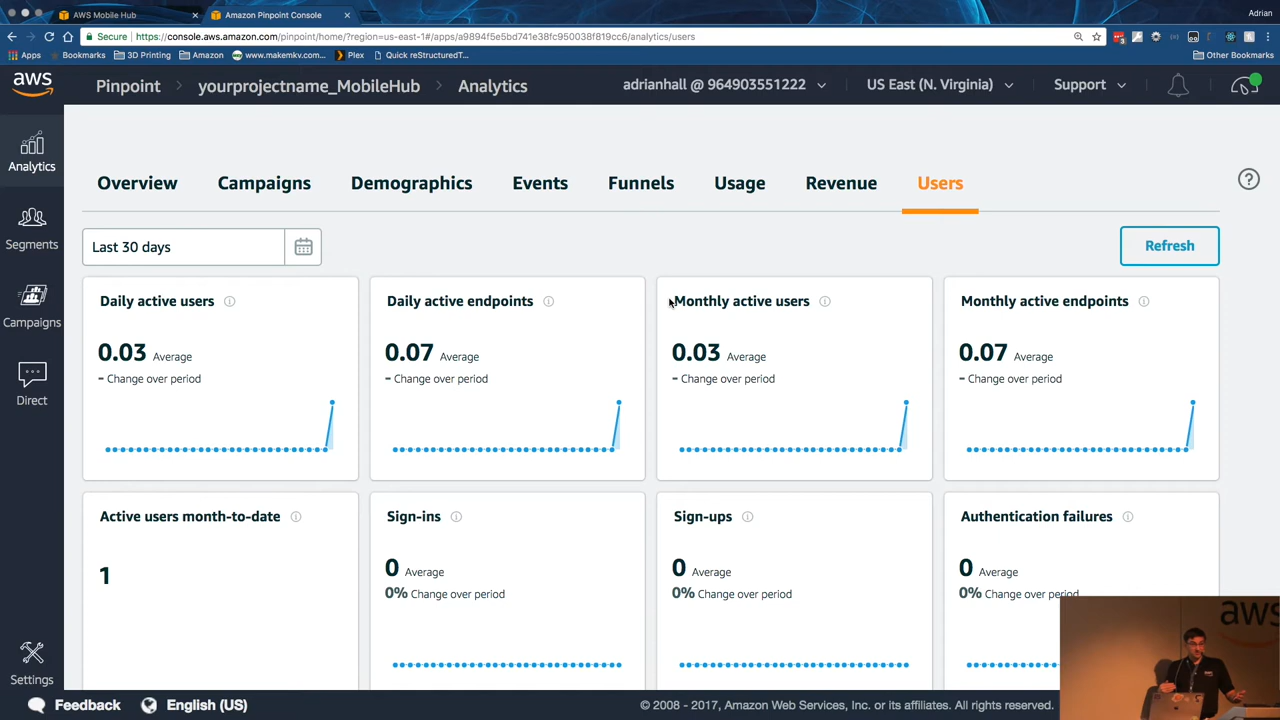 AWS Mobile Hub
Amazon Pinpoint Console
Adrian
Secure https://console.aws.amazon.com/pinpoint/home/?region=us-east-1#/apps/a9894f5e5bd741e38fc950038f819cc6/analytics/users
Apps Bookmarks 3D Printing Amazon www.makemkv.com... Plex Quick reStructuredT... Other Bookmarks
aws Pinpoint yourprojectname_MobileHub Analytics adrianhall @ 964903551222 US East (N. Virginia) Support
Analytics
Segments
Campaigns
Direct
Settings
Overview Campaigns Demographics Events Funnels Usage Revenue Users
Last 30 days
Refresh
Daily active users
0.03 Average
- Change over period
Daily active endpoints
0.07 Average
- Change over period
Monthly active users
0.03 Average
- Change over period
Monthly active endpoints
0.07 Average
- Change over period
Active users month-to-date
1
Sign-ins
0 Average
0% Change over period
Sign-ups
0 Average
0% Change over period
Authentication failures
0 Average
0% Change over period
aws
Feedback English (US)
© 2008 - 2017, Amazon Web Services, Inc. or its affiliates. All rights reserved.